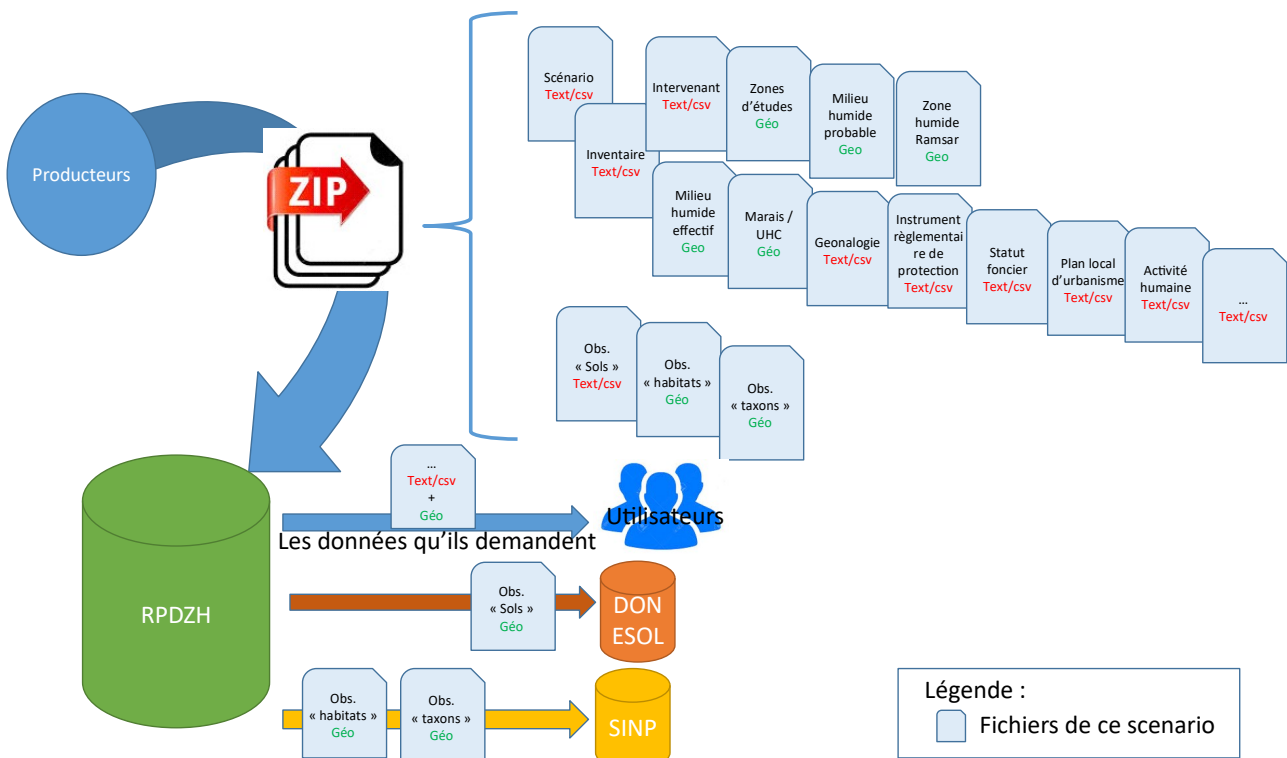 Producteurs
ZIP
Scénario
Text/csv
Inventaire
Text/csv
Intervenant
Text/csv
Zones
d’études
Géo
Milieu
humide
probable
Geo
Zone
humide
Ramsar
Geo
Milieu
humide
effectif
Geo
Marais /
UHC
Géo
Geonalogie
Text/csv
Instrument
règlementai
re de
protection
Text/csv
Statut
foncier
Text/csv
Plan local
d’urbanisme
Text/csv
Activité
humaine
Text/csv
...
Text/csv
Obs.
« Sols »
Text/csv
Obs.
« habitats »
Géo
Obs.
« taxons »
Géo
RPDZH
...
Text/csv
+
Géo
Utilisateurs
Les données qu’ils demandent
Obs.
« Sols »
Géo
DON
ESOL
Obs.
« habitats »
Géo
Obs.
« taxons »
Géo
SINP
Légende :
Fichiers de ce scenario